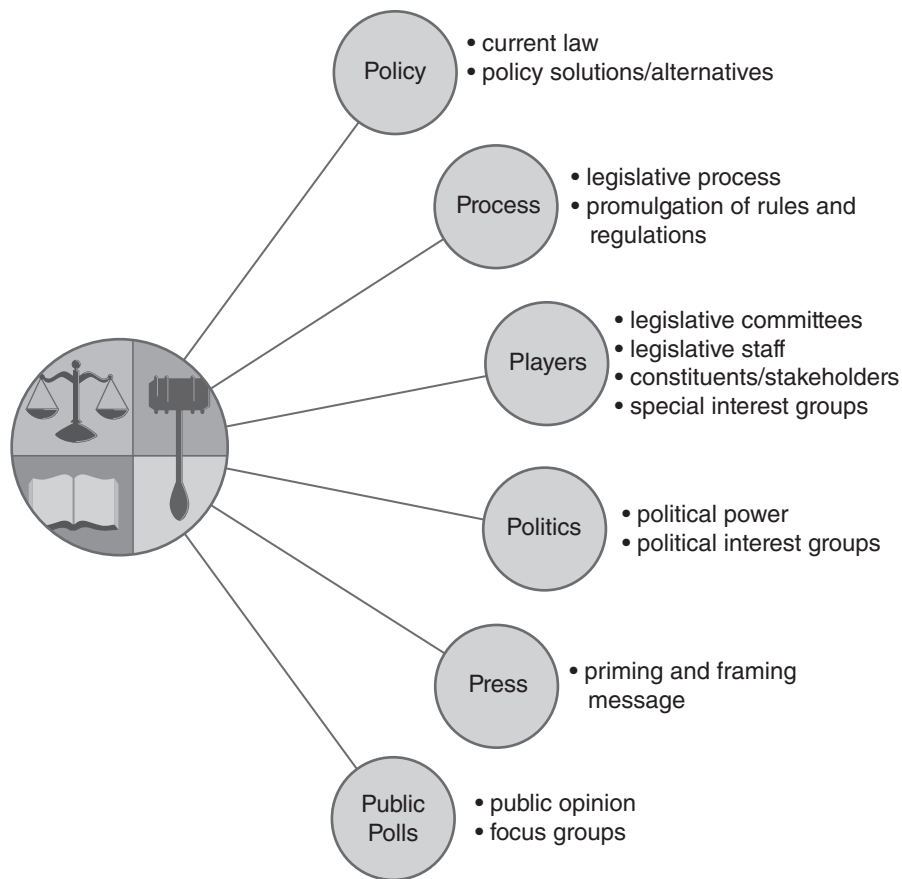 Policy
• current law
• policy solutions/alternatives
Process
• legislative process
• promulgation of rules and
regulations
Players
• legislative committees
• legislative staff
• constituents/stakeholders
• special interest groups
Politics
• political power
• political interest groups
Press
• priming and framing
message
Public
Polls
• public opinion
• focus groups